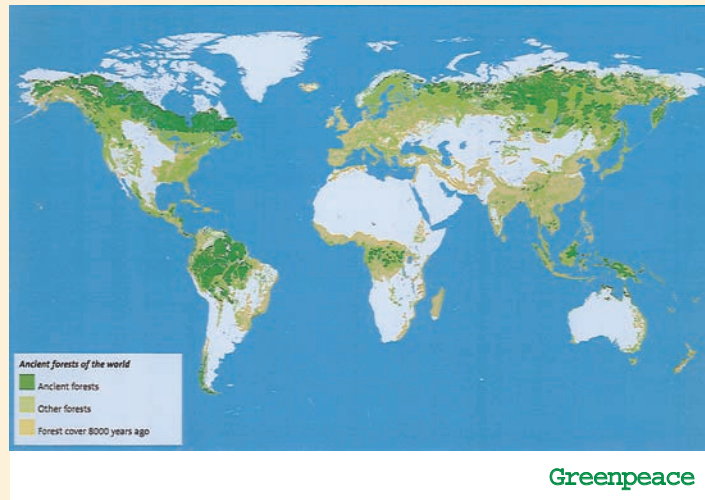 Ancient forests of the world
Ancient forests
Other forests
Forest cover 8000 years ago
Greenpeace